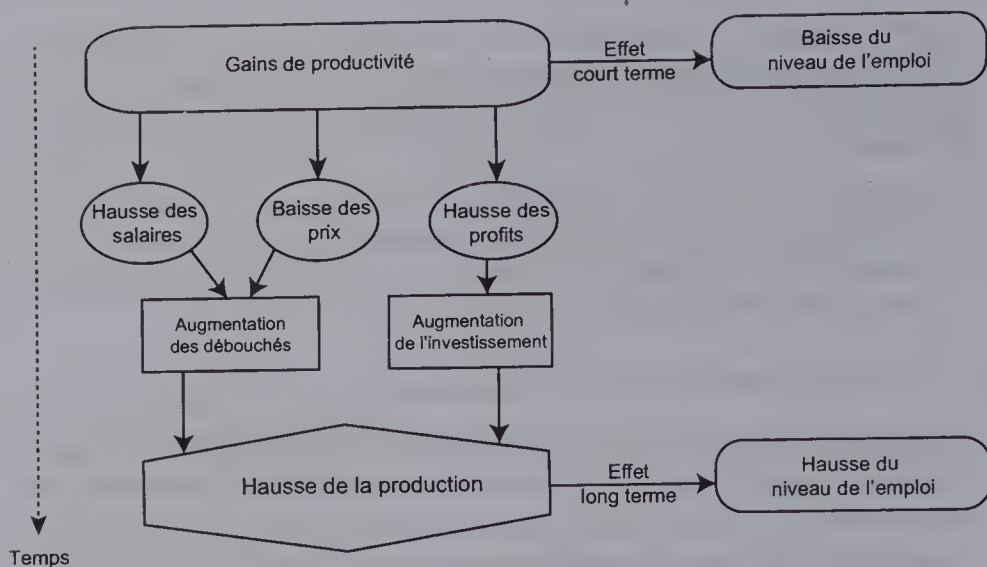 Gains de productivité
Effet
court terme
Baisse du
niveau de l'emploi
Hausse des
salaires
Baisse des
prix
Hausse des
profits
Augmentation
des débouchés
Augmentation
de l'investissement
Hausse de la production
Effet
long terme
Hausse du
niveau de l'emploi
Temps